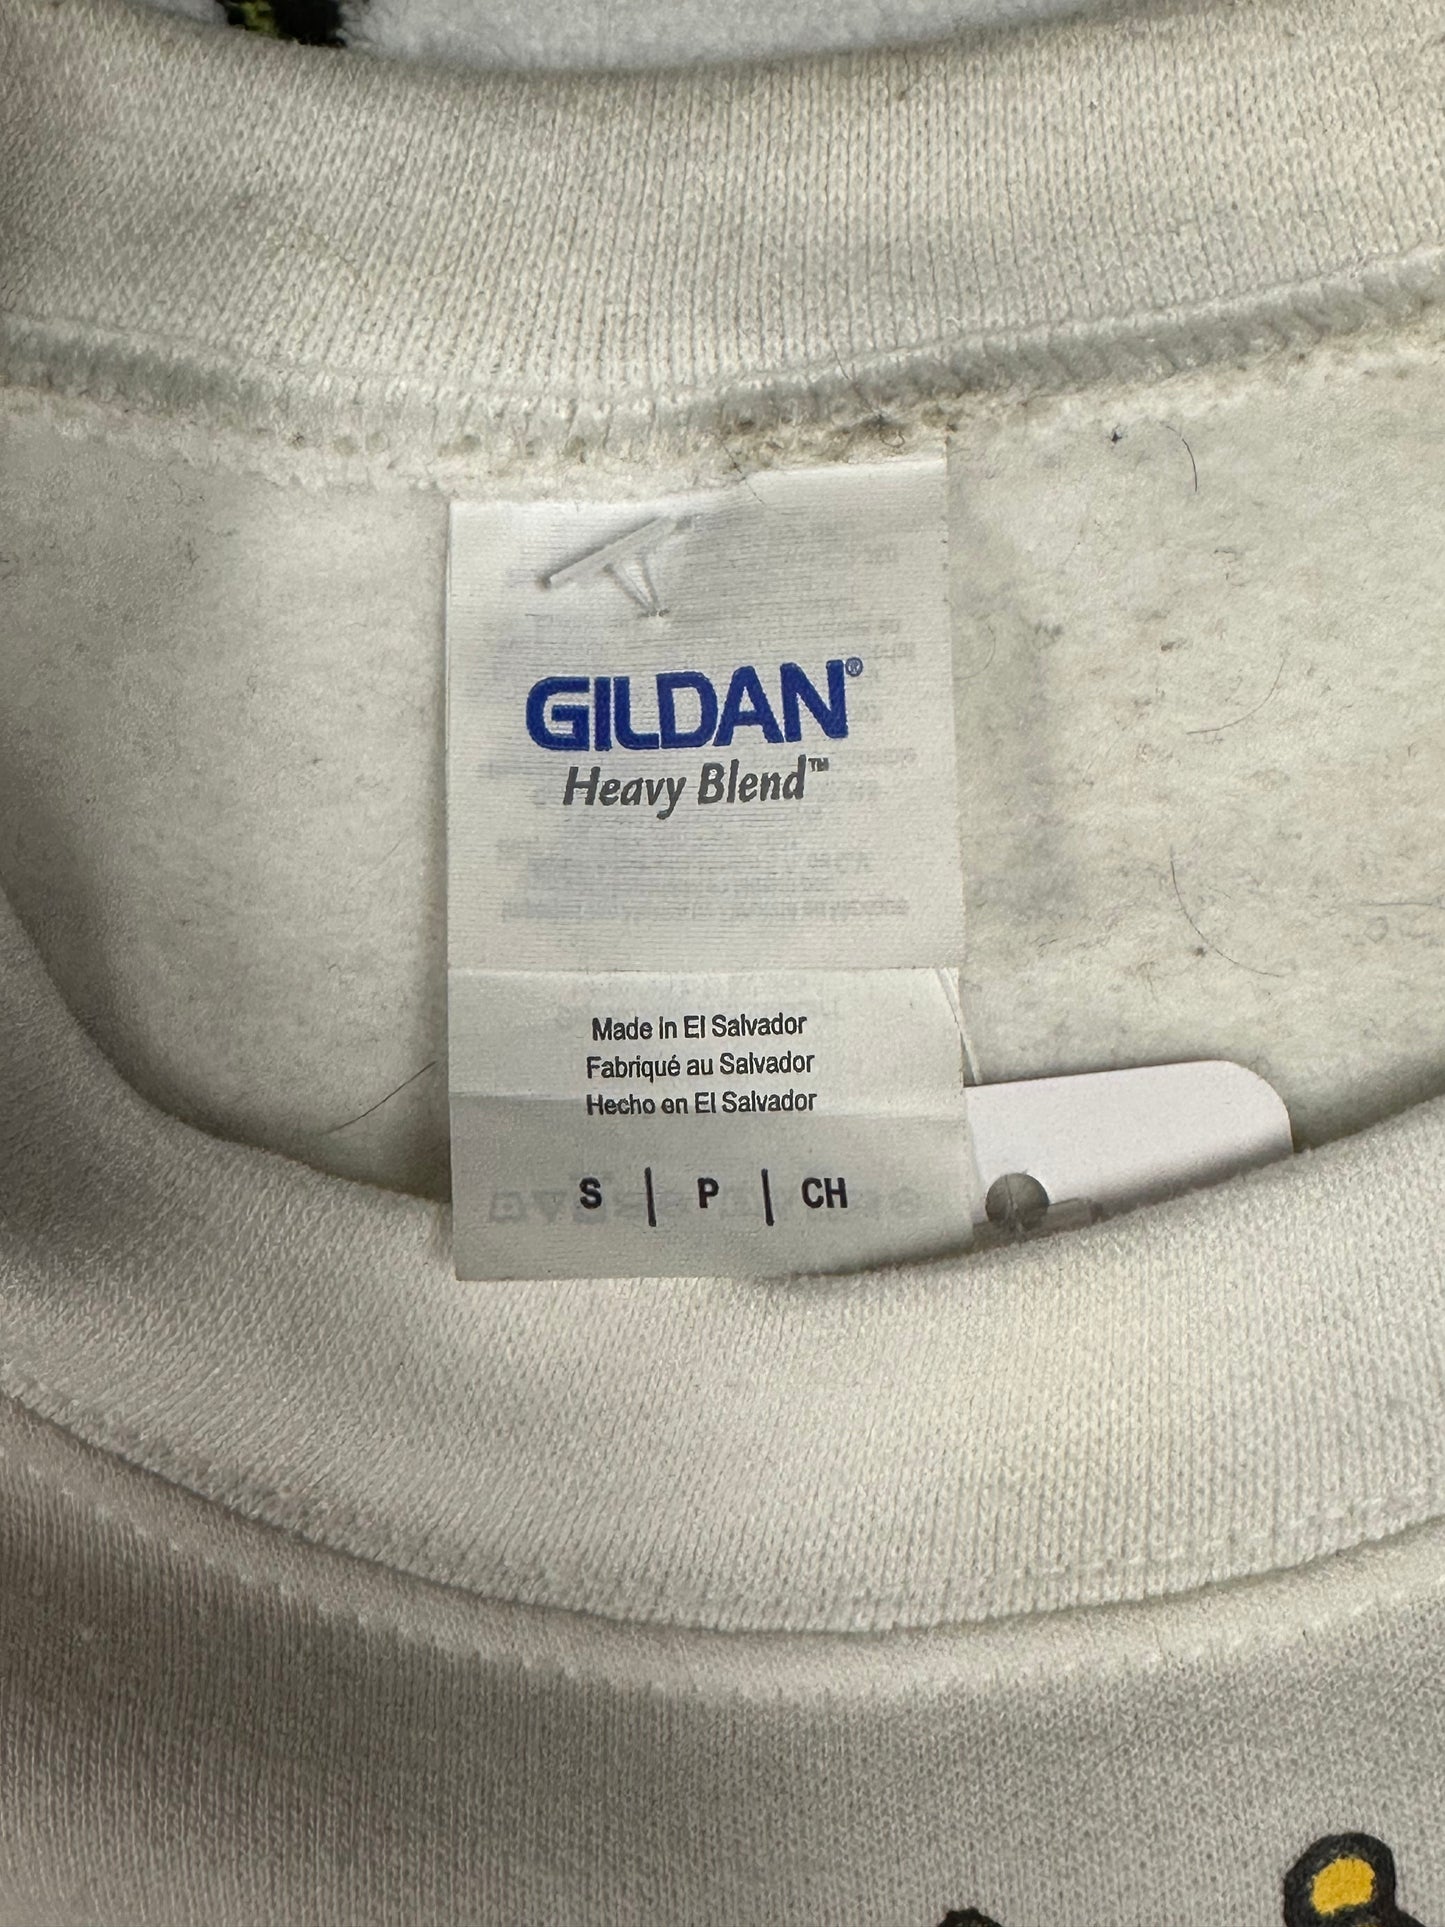 GILDAN®
Heavy Blend™
Made in El Salvador
Fabriqué au Salvador
Hecho en El Salvador
S | P | CH